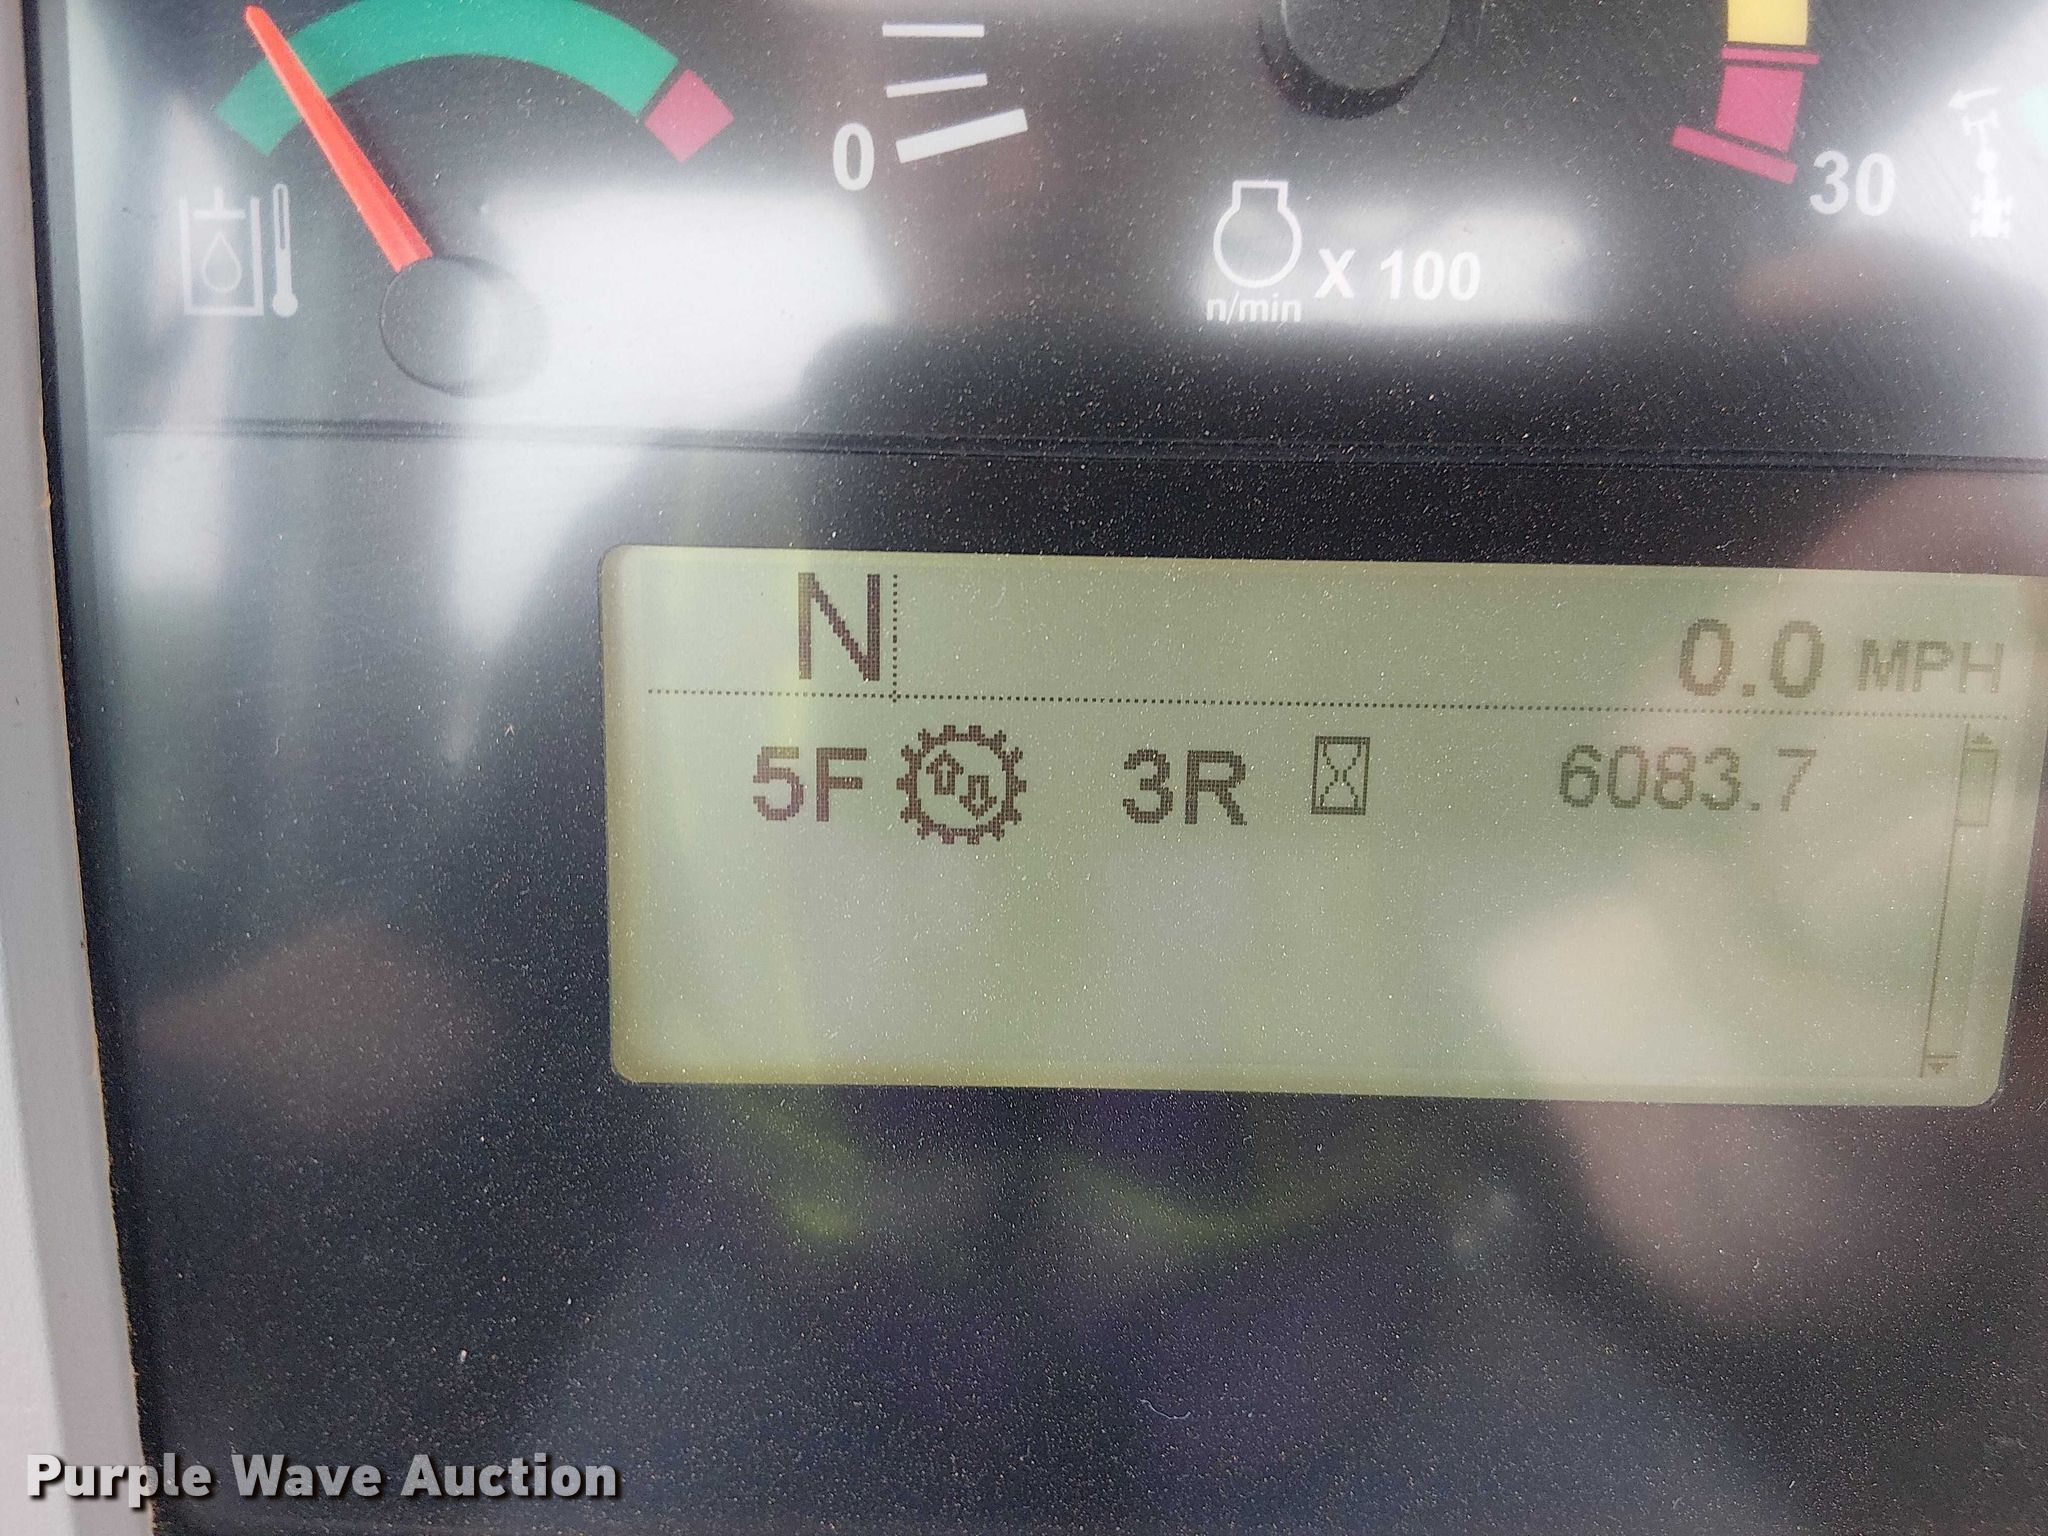 0
30
X 100
n/min
N
0.0 MPH
5F 3R 6083.7
Purple Wave Auction